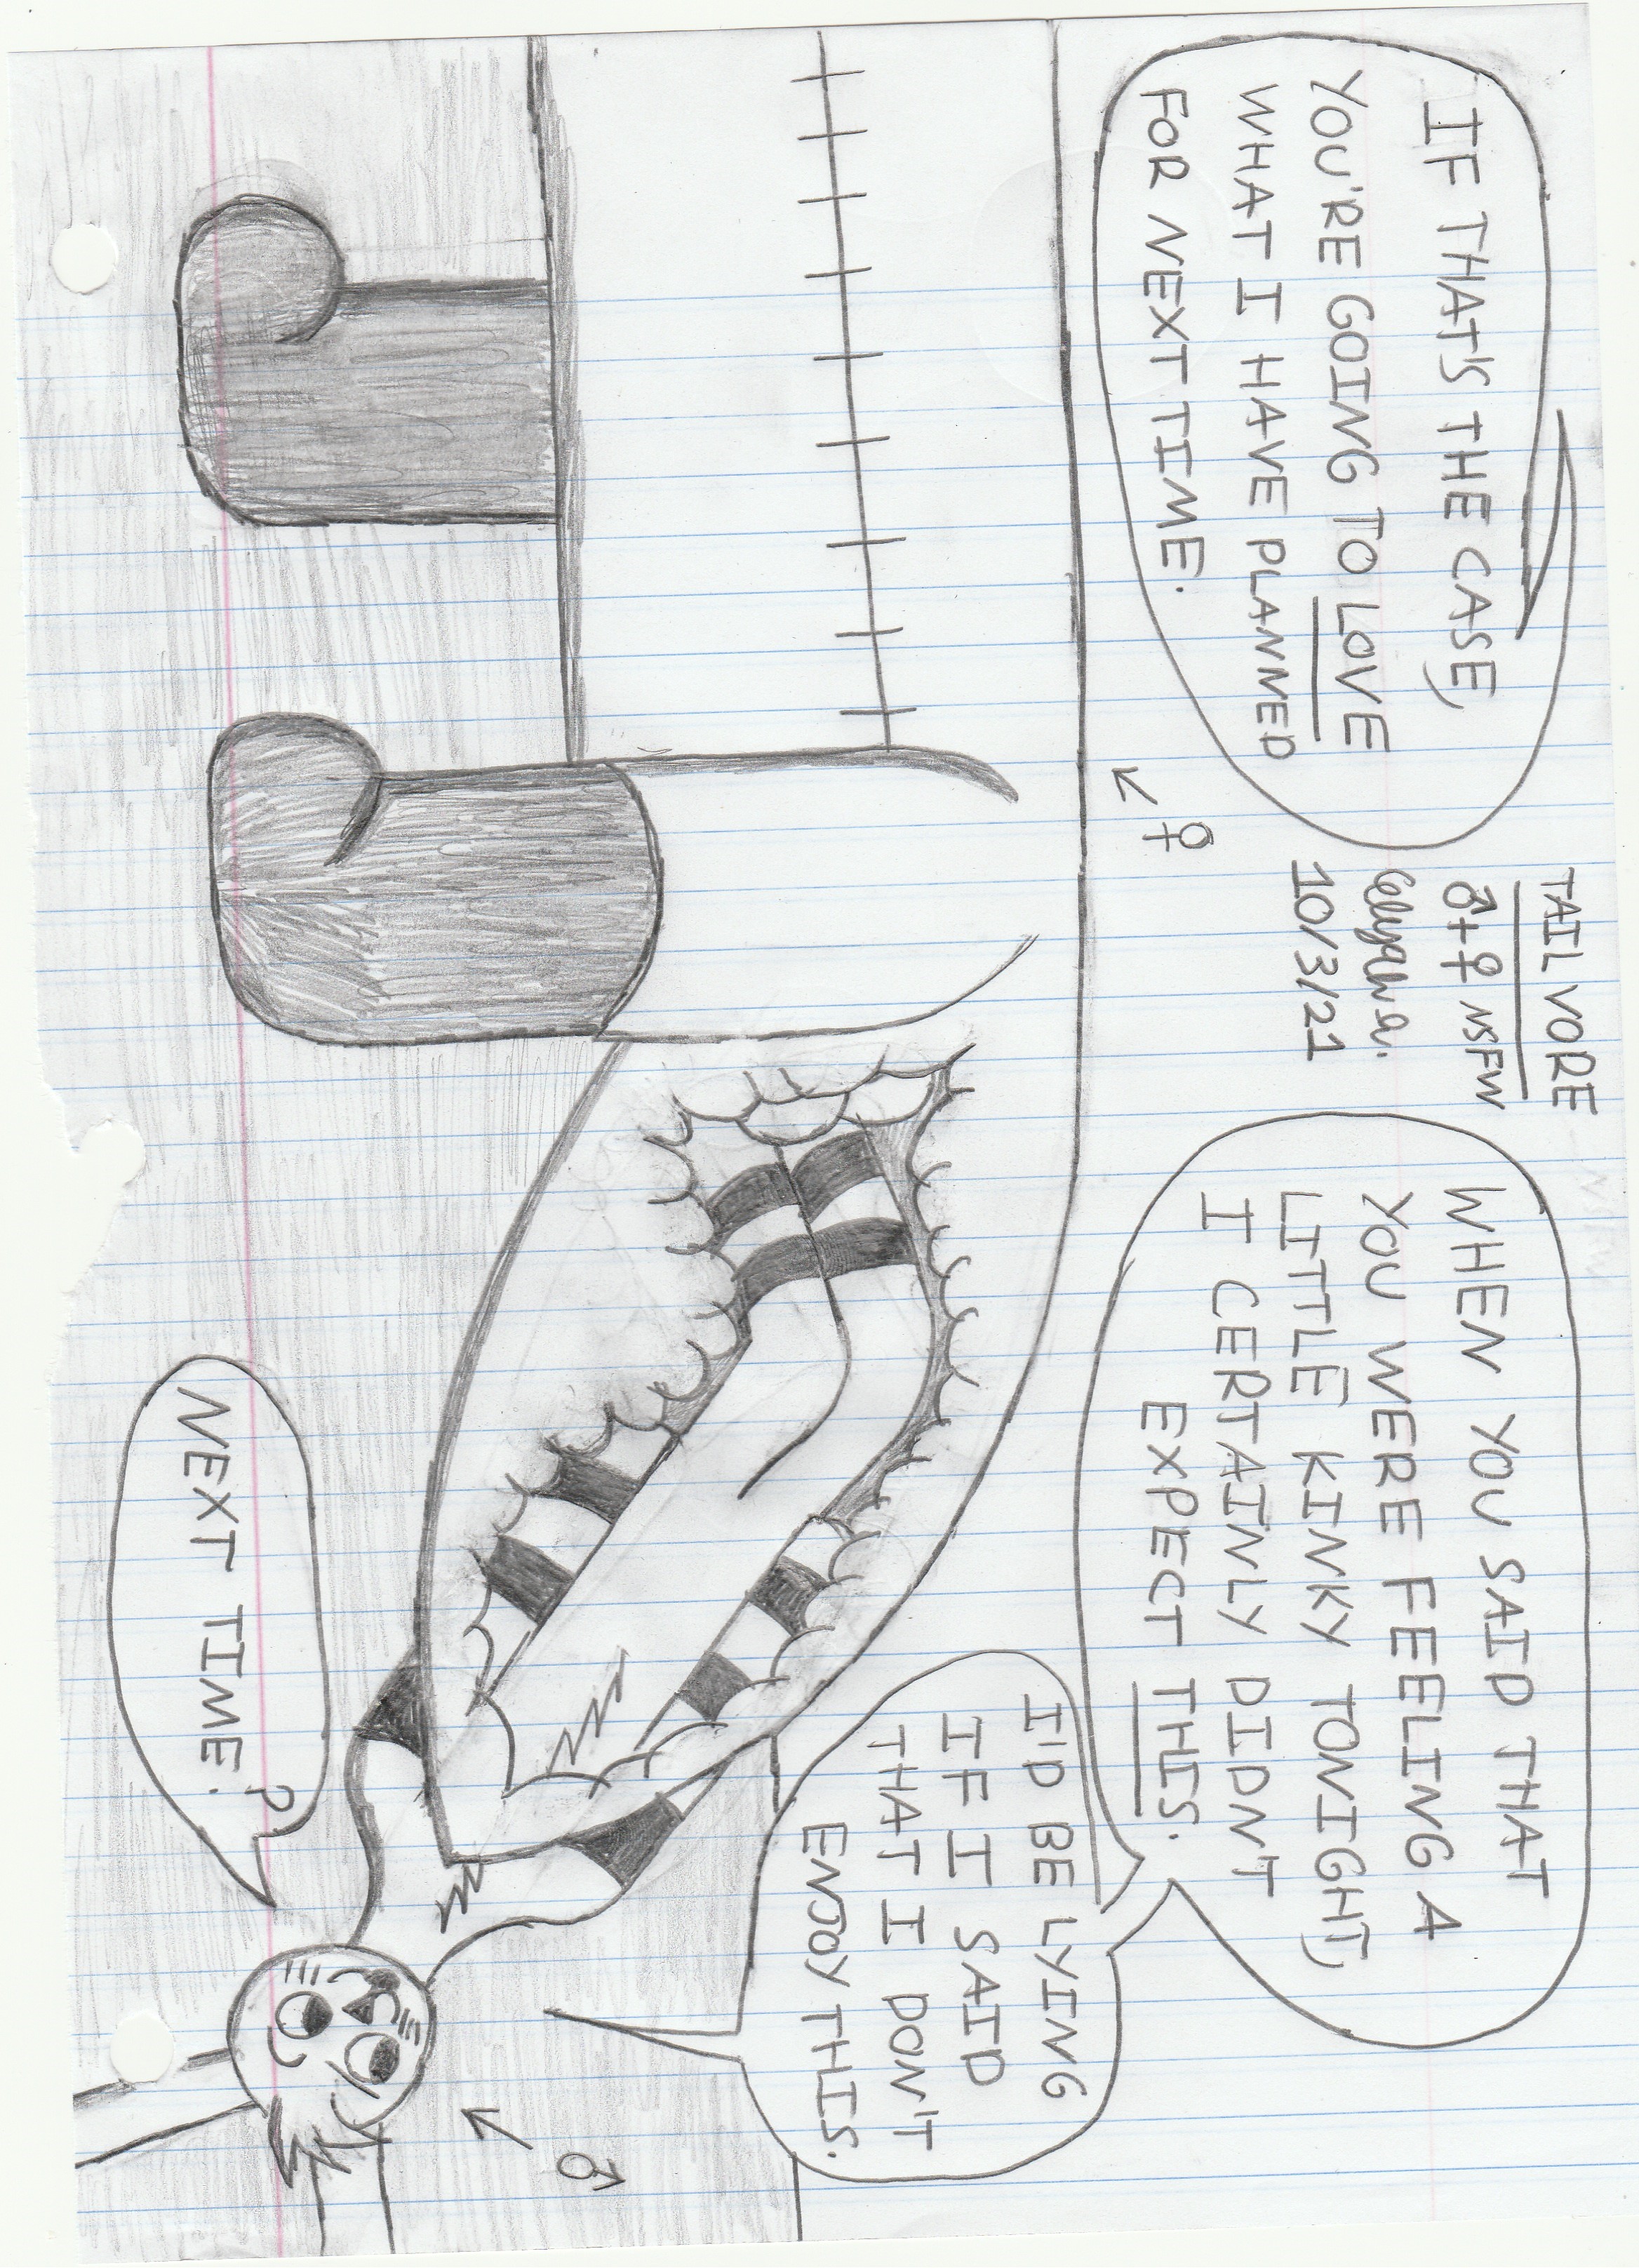 TAIL VORE
♂+♀ NSFW
10/3/21
WHEN YOU SAID THAT
YOU WERE FEELING A
LITTLE KINKY TONIGHT,
I CERTAINLY DIDN'T
EXPECT THIS.
I'D BE LYING
IF I SAID
THAT I DON'T
ENJOY THIS.
IF THAT'S THE CASE,
YOU'RE GOING TO LOVE
WHAT I HAVE PLANNED
FOR NEXT TIME.
♀
♂
NEXT TIME?